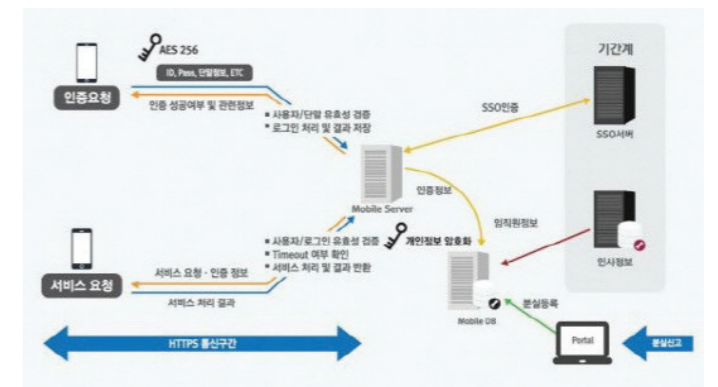 AES 256
ID, Pass, 단말정보, ETC
인증요청
인증 성공여부 및 관련정보
▪ 사용자/단말 유효성 검증
▪ 로그인 처리 및 결과 저장
SSO인증
기간계
SSO서버
Mobile Server
인증정보
임직원정보
인사정보
▪ 사용자/로그인 유효성 검증
▪ Timeout 여부 확인
▪ 서비스 처리 및 결과 반환
개인정보 암호화
서비스 요청
서비스 요청 · 인증 정보
서비스 처리 결과
Mobile DB
분실등록
HTTPS 통신구간
Portal
분실신고